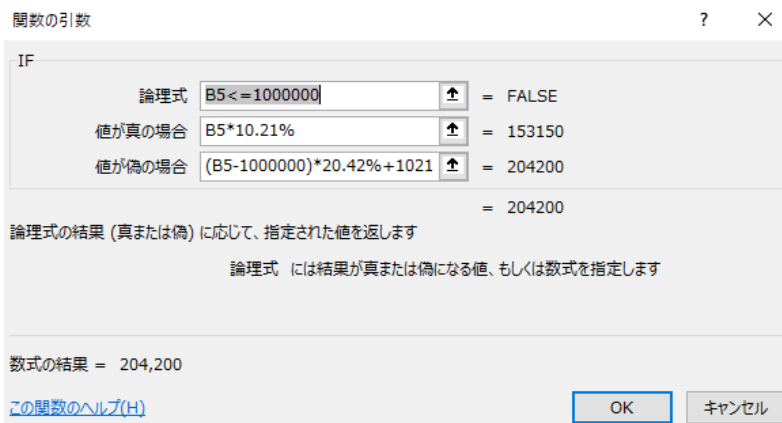 関数の引数 ? ×
IF
論理式 B5<=1000000 = FALSE
値が真の場合 B5*10.21% = 153150
値が偽の場合 (B5-1000000)*20.42%+1021 = 204200
= 204200
論理式の結果 (真または偽) に応じて、指定された値を返します
論理式 には結果が真または偽になる値、もしくは数式を指定します
数式の結果 = 204,200
この関数のヘルプ(H) OK キャンセル